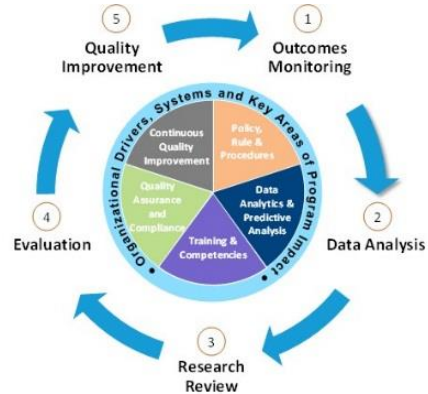 5
Quality
Improvement
1
Outcomes
Monitoring
• Organizational Drivers, Systems and Key Areas of Program Impact •
Continuous
Quality
Improvement
Policy,
Rule &
Procedures
Quality
Assurance
and
Compliance
Data
Analytics &
Predictive
Analysis
Training &
Competencies
4
Evaluation
2
Data Analysis
3
Research
Review